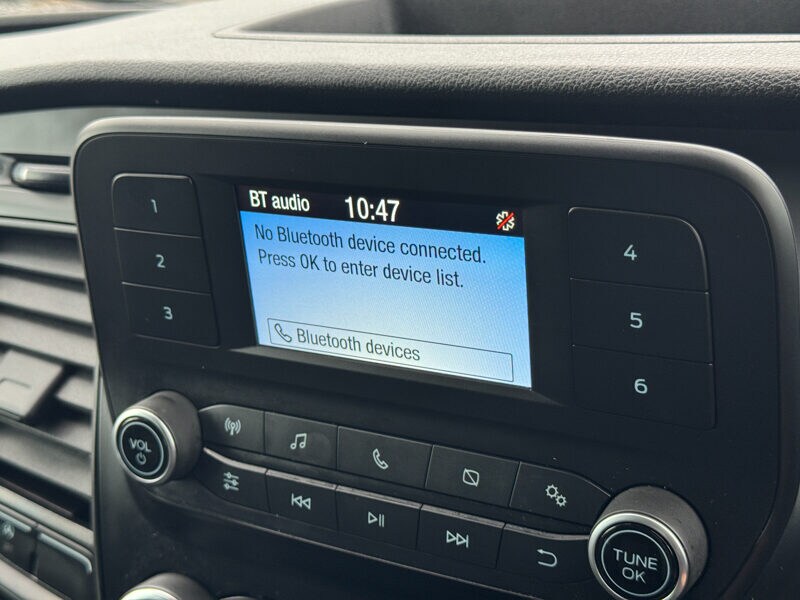 BT audio 10:47
No Bluetooth device connected.
Press OK to enter device list.
Bluetooth devices
1
2
3
4
5
6
VOL
TUNE
OK